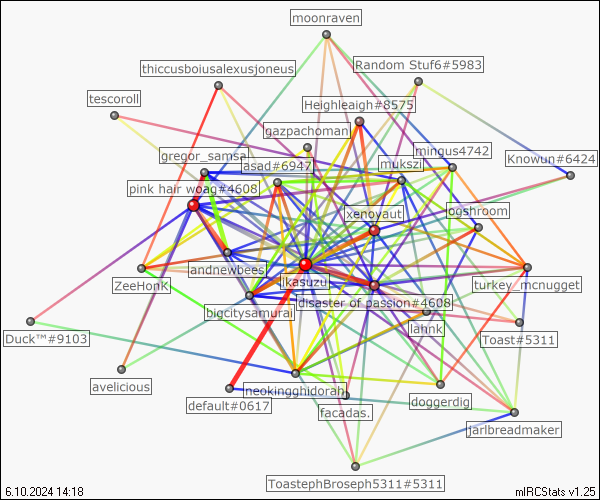 moonraven
Random Stuf6#5983
thiccusboiusalexusjoneus
tescoroll
Heighleigh#8575
gazpachoman
mingus4742
gregor_samsa
asad#6947
mukszi
Knowun#6424
pink hair woag#4608
xenoyaut
ogshroom
andnewbees
ZeeHonK
jkasuzu
turkey_mcnugget
disaster of passion#4608
bigcitysamurai
lahnk
Duck™#9103
Toast#5311
avelicious
neokingghidorah
default#0617
facadas.
doggerdig
jarlbreadmaker
ToastephBroseph5311#5311
6.10.2024 14:18
mIRCStats v1.25